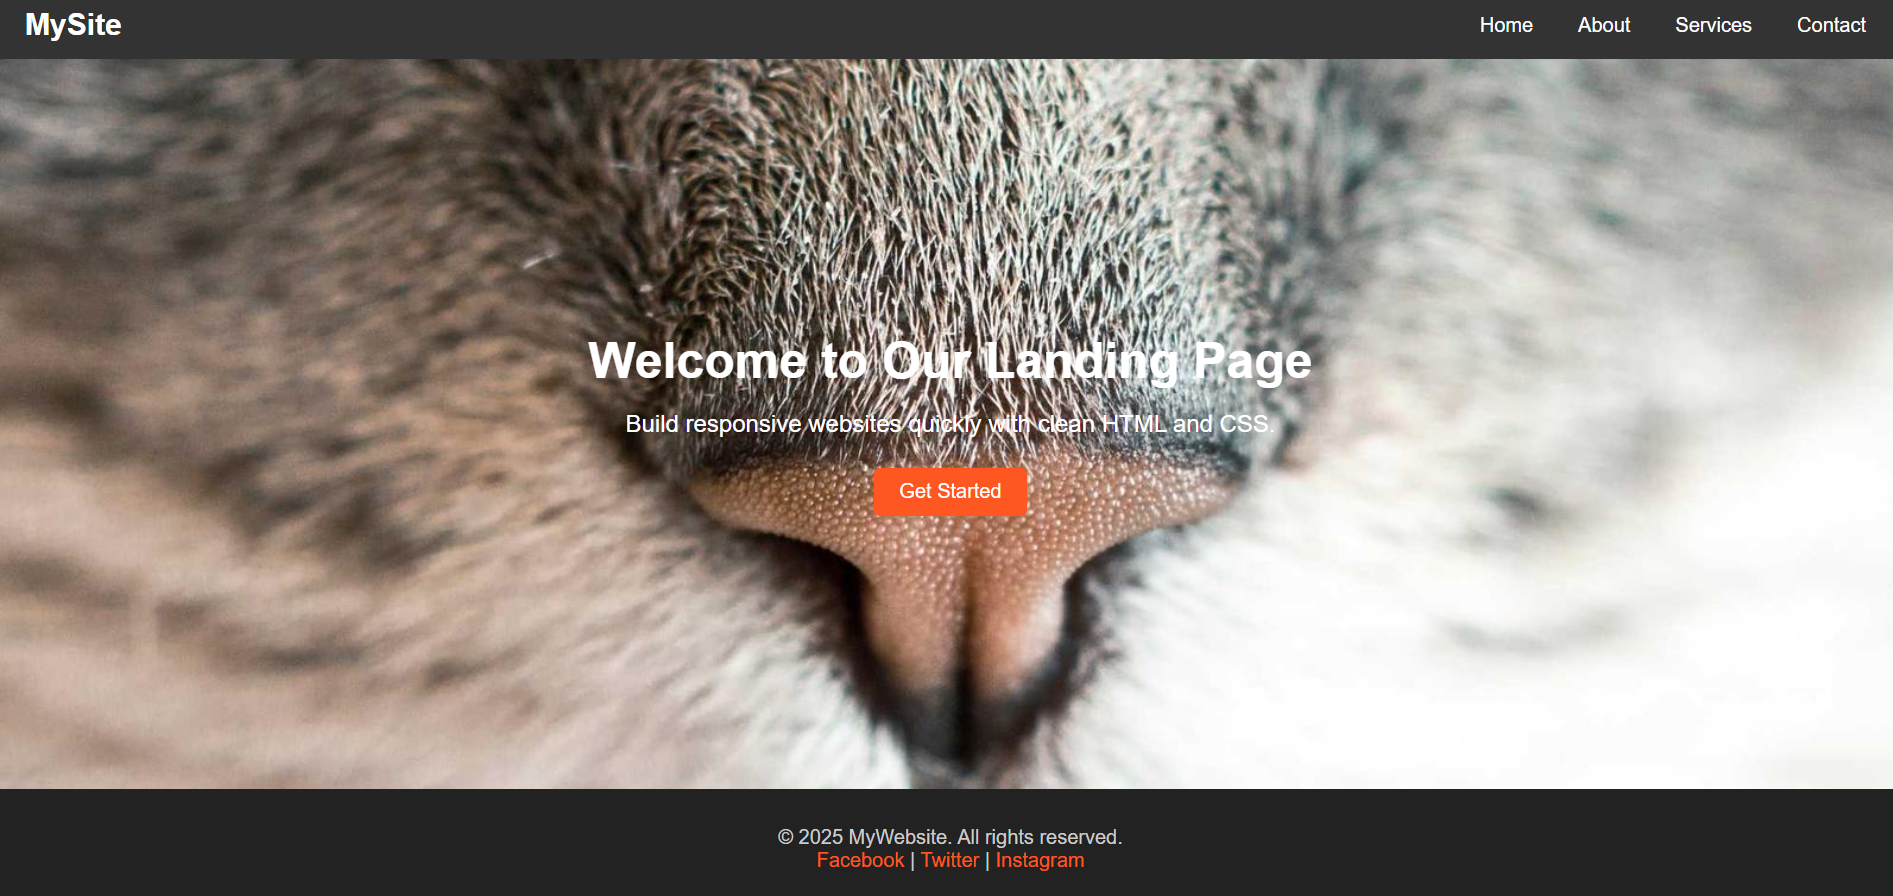 MySite
Home About Services Contact
Welcome to Our Landing Page
Build responsive websites quickly with clean HTML and CSS.
Get Started
© 2025 MyWebsite. All rights reserved.
Facebook | Twitter | Instagram